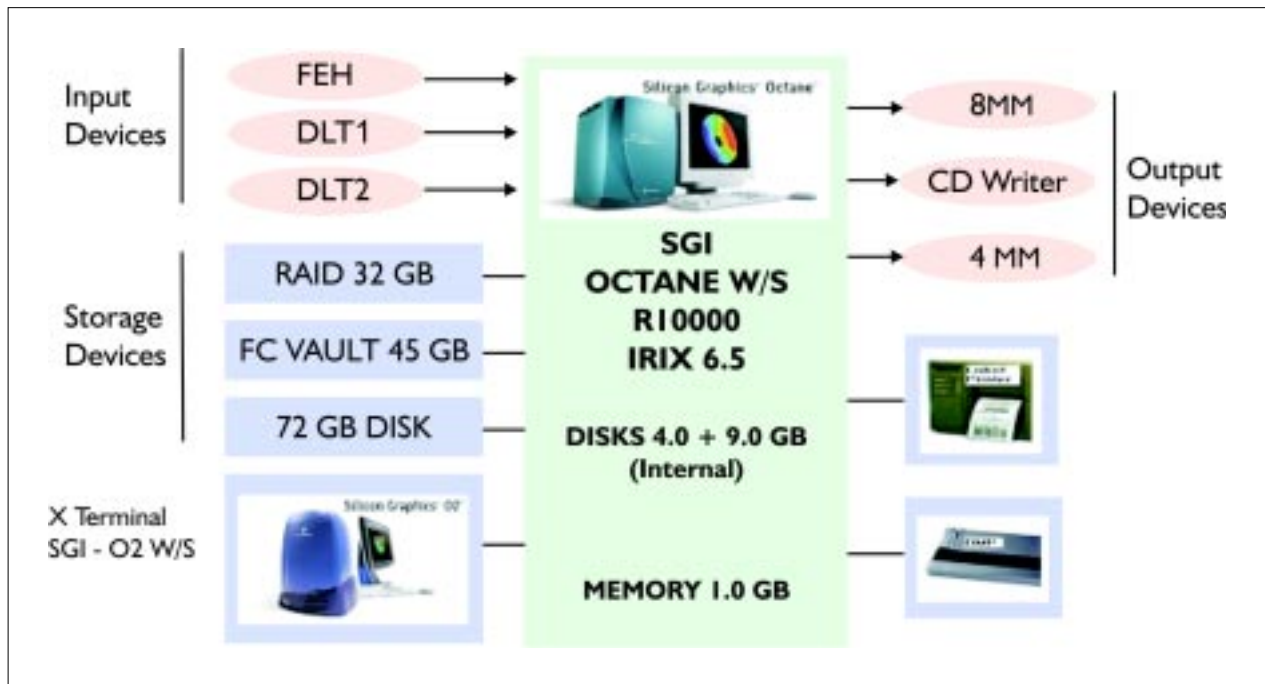 Input
Devices
FEH
DLT1
DLT2
Storage
Devices
RAID 32 GB
FC VAULT 45 GB
72 GB DISK
X Terminal
SGI - O2 W/S
Silicon Graphics O2
Silicon Graphics Octane
SGI
OCTANE W/S
R10000
IRIX 6.5
DISKS 4.0 + 9.0 GB
(Internal)
MEMORY 1.0 GB
8MM
CD Writer
4 MM
Output
Devices